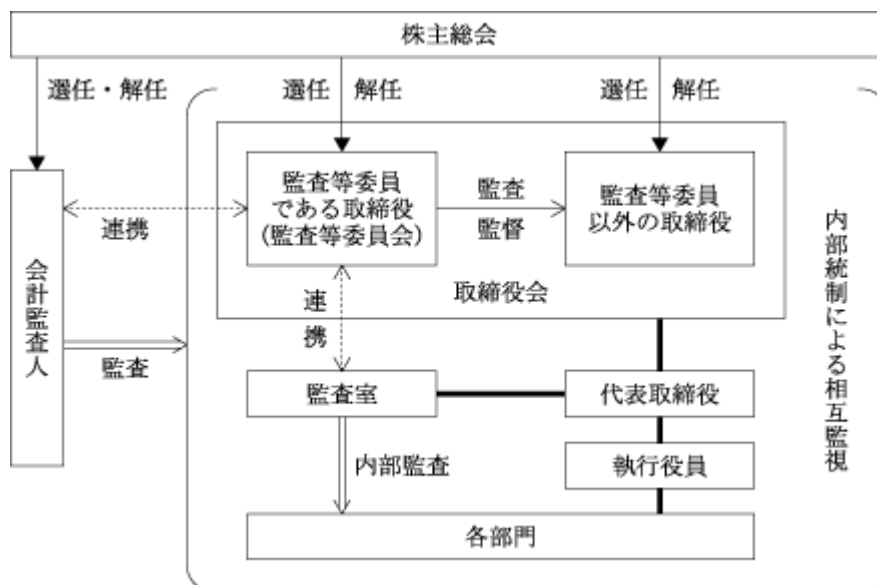 株主総会
選任・解任
選任 解任
選任 解任
監査等委員
である取締役
(監査等委員会)
監査
監督
監査等委員
以外の取締役
連携
取締役会
連
携
会計監査人
監査
監査室
代表取締役
内部監査
執行役員
各部門
内部統制による相互監視